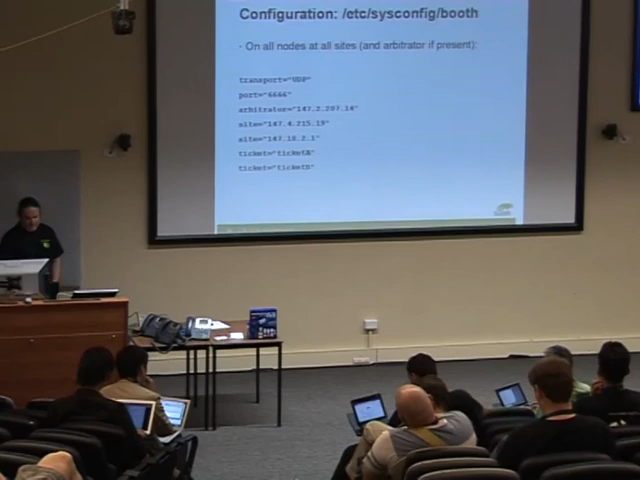 Configuration: /etc/sysconfig/booth
· On all nodes at all sites (and arbitrator if present):
transport="UDP"
port="6666"
arbitrator="147.2.207.14"
site="147.4.215.19"
site="147.18.2.1"
ticket="ticketA"
ticket="ticketB"